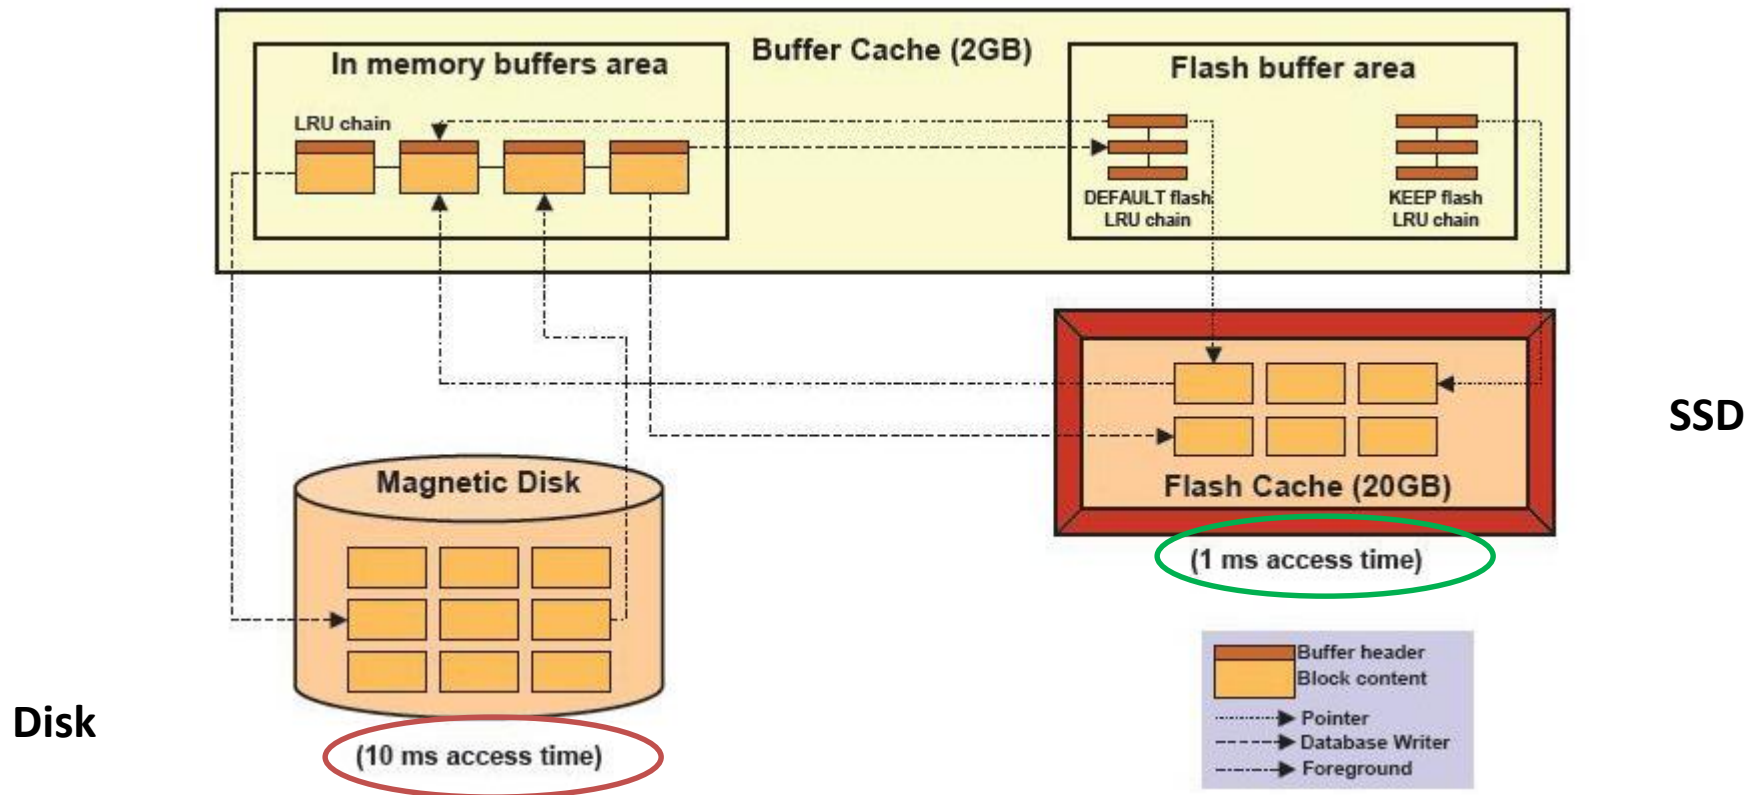 Buffer Cache (2GB)
In memory buffers area
LRU chain
Flash buffer area
DEFAULT flash
LRU chain
KEEP flash
LRU chain
SSD
Flash Cache (20GB)
(1 ms access time)
Magnetic Disk
Disk
(10 ms access time)
Buffer header
Block content
Pointer
Database Writer
Foreground